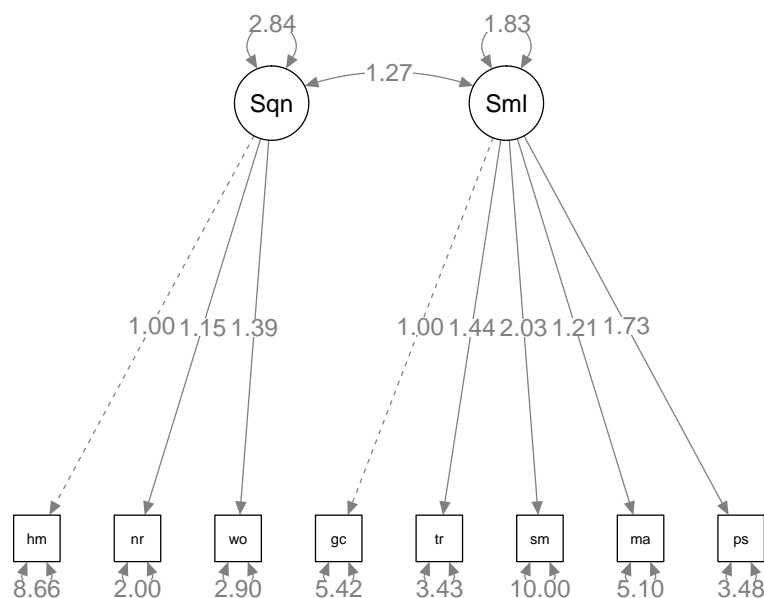 2.84 1.83
1.27
Sqn Sml
1.00 1.15 1.39 1.00 1.44 2.03 1.21 1.73
hm nr wo gc tr sm ma ps
8.66 2.00 2.90 5.42 3.43 10.00 5.10 3.48